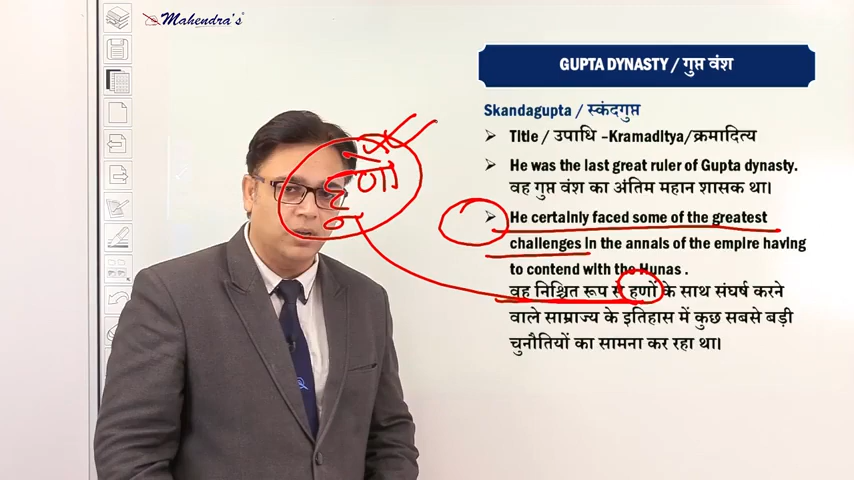 Mahendra's
GUPTA DYNASTY / गुप्त वंश
Skandagupta / स्कंदगुप्त
Title / उपाधि -Kramaditya/क्रमादित्य
He was the last great ruler of Gupta dynasty.
वह गुप्त वंश का अंतिम महान शासक था।
He certainly faced some of the greatest
challenges in the annals of the empire having
to contend with the Hunas .
वह निश्चित रूप से हणों के साथ संघर्ष करने
वाले साम्राज्य के इतिहास में कुछ सबसे बड़ी
चुनौतियों का सामना कर रहा था।